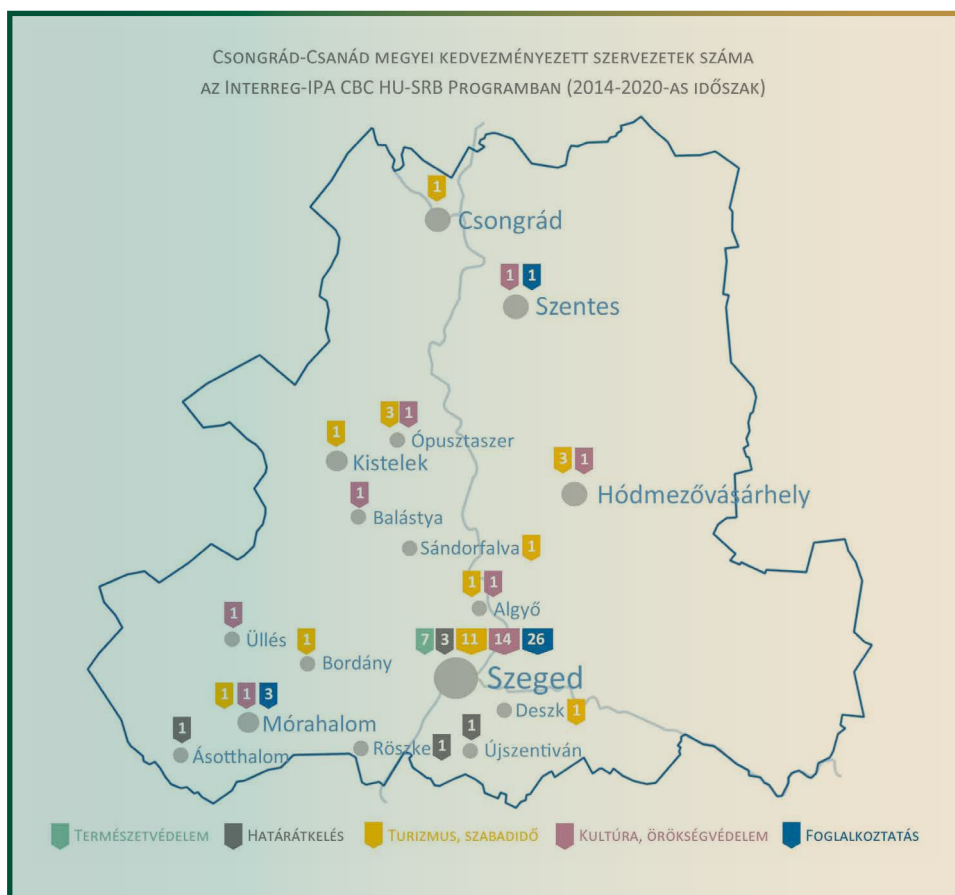 Csongrád-Csanád megyei kedvezményezett szervezetek száma
az Interreg-IPA CBC HU-SRB Programban (2014-2020-as időszak)
1
Csongrád
1 1
Szentes
3 1
Ópusztaszer
1
Kistelek
3 1
Hódmezővásárhely
1
Balástya
Sándorfalva 1
1 1
Algyő
1
Üllés
1
Bordány
7 3 11 14 26
Szeged
1 1 3
Mórahalom
Deszk 1
1
Ásotthalom
Röszke 1
1
Újszentiván
Természetvédelem Határátkelés Turizmus, szabadidő Kultúra, örökségvédelem Foglalkoztatás